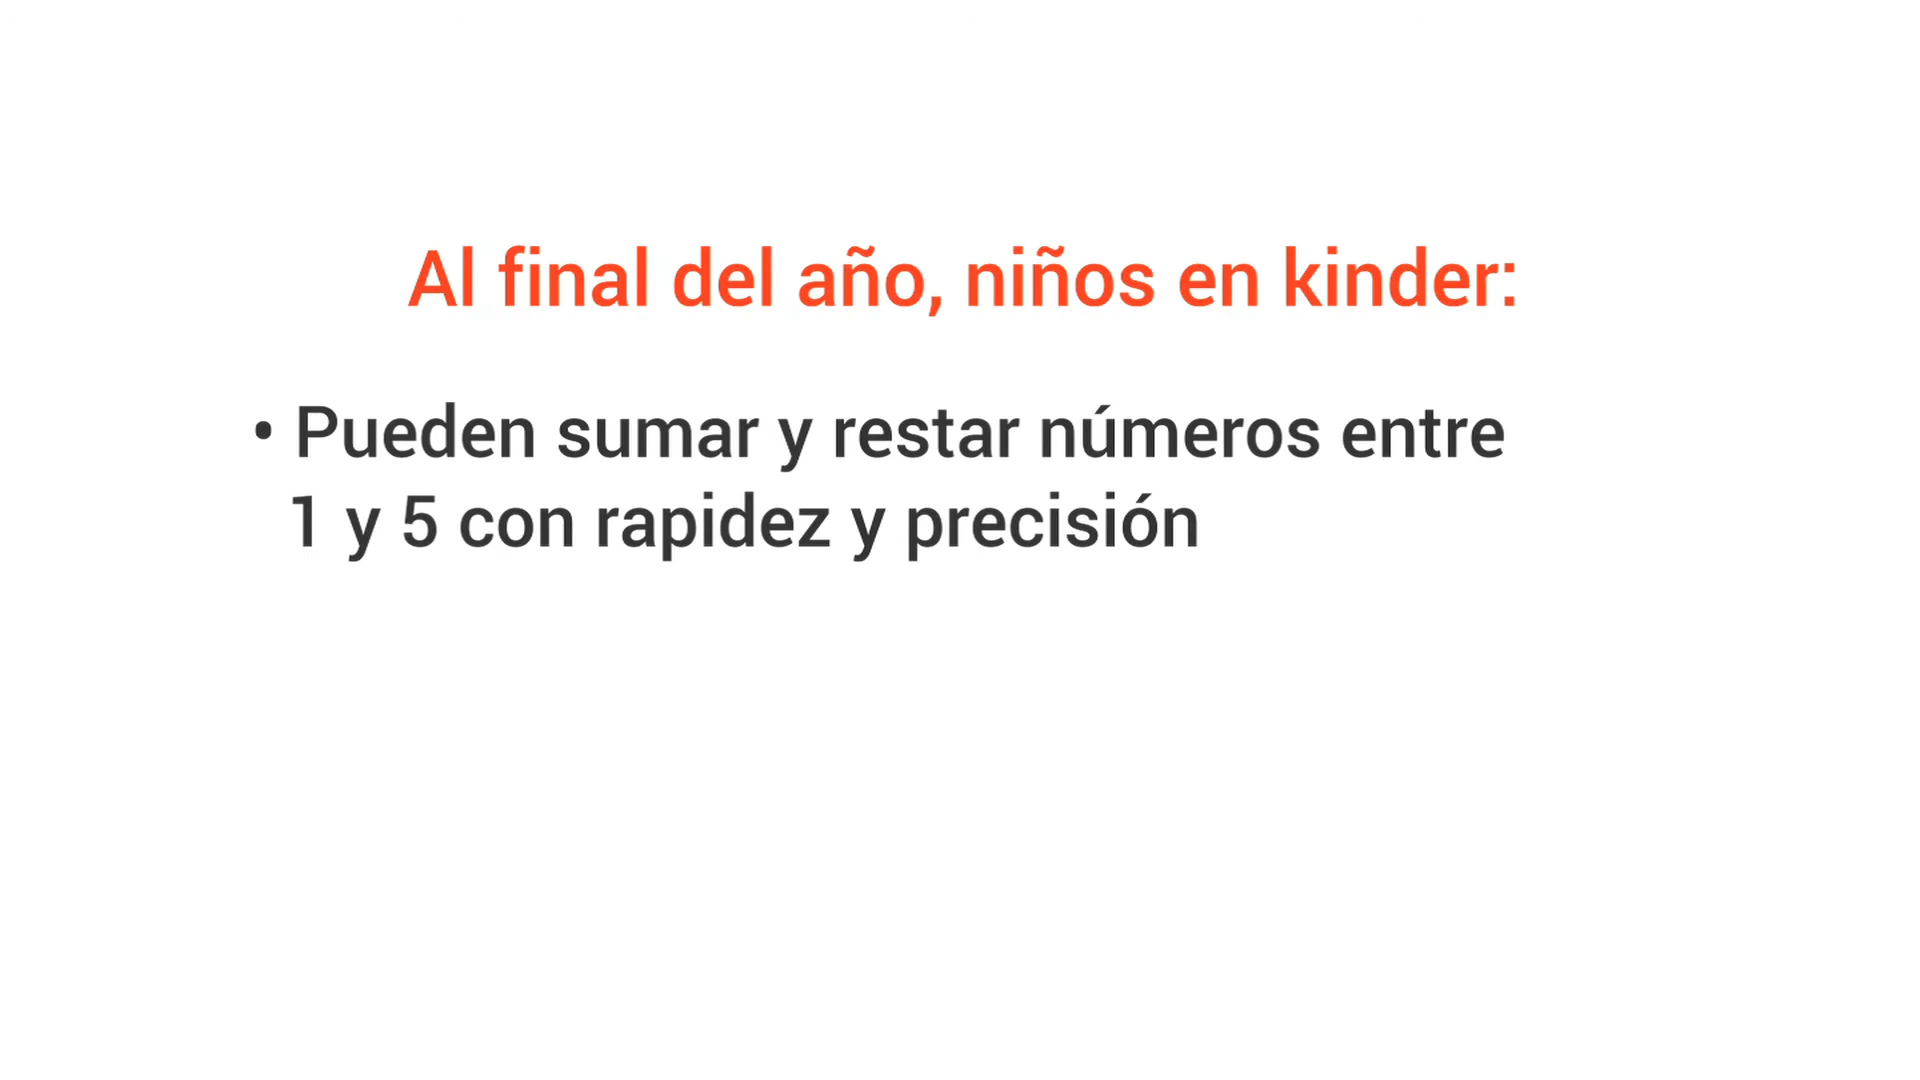 Al final del año, niños en kinder:
• Pueden sumar y restar números entre
1 y 5 con rapidez y precisión